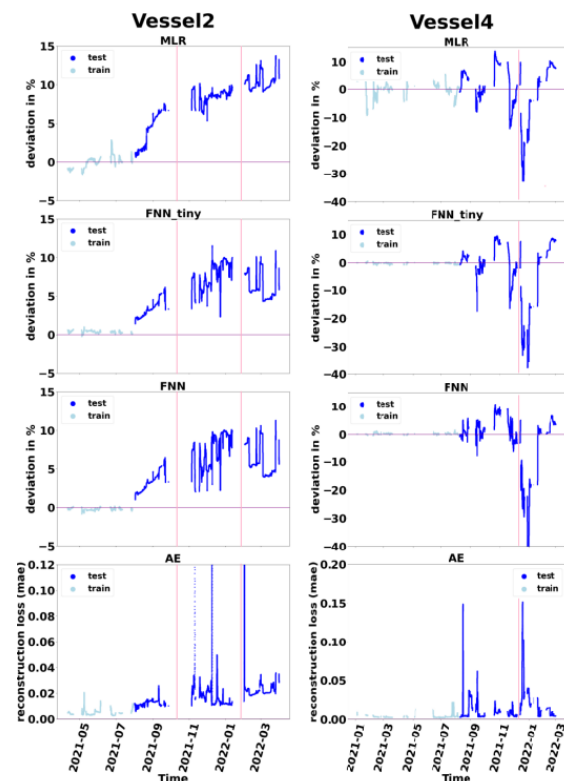 Vessel2
MLR
deviation in %
15
10
5
0
−5
test
train
FNN_tiny
deviation in %
15
10
5
0
−5
test
train
FNN
deviation in %
15
10
5
0
−5
test
train
AE
reconstruction loss (mae)
0.12
0.10
0.08
0.06
0.04
0.02
0.00
test
train
2021-05
2021-07
2021-09
2021-11
2022-01
2022-03
Time
Vessel4
MLR
deviation in %
10
0
−10
−20
−30
−40
test
train
FNN_tiny
deviation in %
10
0
−10
−20
−30
−40
test
train
FNN
deviation in %
10
0
−10
−20
−30
−40
test
train
AE
reconstruction loss (mae)
0.20
0.15
0.10
0.05
0.00
test
train
2021-01
2021-03
2021-05
2021-07
2021-09
2021-11
2022-01
2022-03
Time